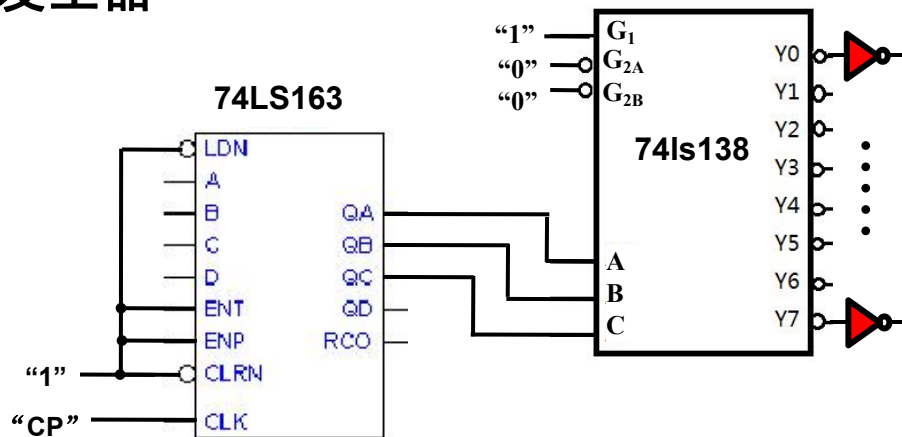 发生器
"1" G1 Y0
"0" G2A Y1
"0" G2B Y2
74LS163
74ls138
LDN
A
B QA
C QB
D QC
ENT QD
ENP RCO
"1" CLRN
"CP" CLK
Y3
Y4
Y5
A
B Y6
C Y7